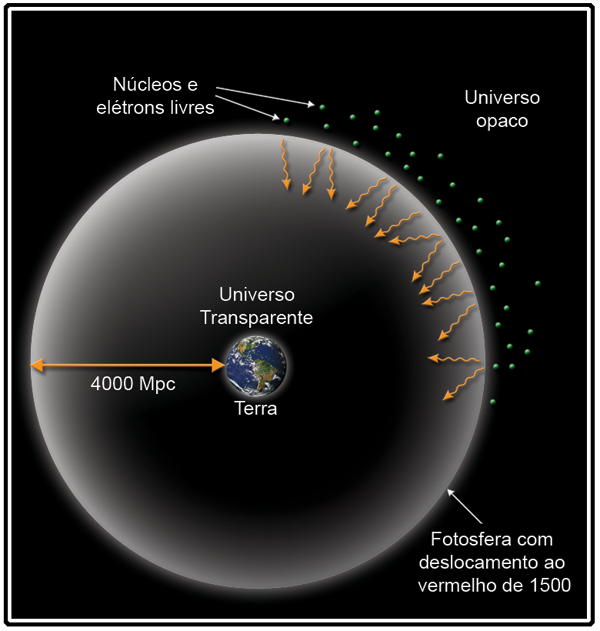 Núcleos e
elétrons livres
Universo
opaco
Universo
Transparente
4000 Mpc
Terra
Fotosfera com
deslocamento ao
vermelho de 1500